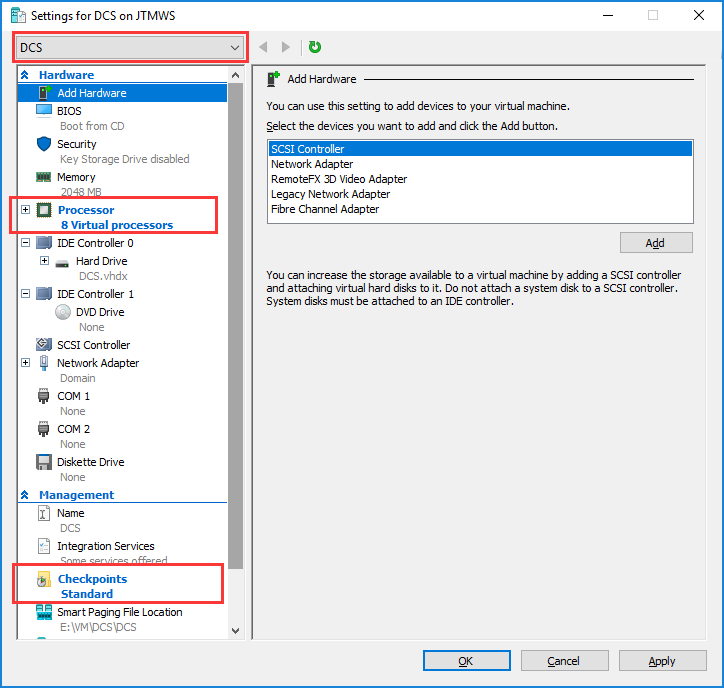 Settings for DCS on JTMWS
DCS
Hardware
Add Hardware
BIOS
Boot from CD
Security
Key Storage Drive disabled
Memory
2048 MB
Processor
8 Virtual processors
IDE Controller 0
Hard Drive
DCS.vhdx
IDE Controller 1
DVD Drive
None
SCSI Controller
Network Adapter
Domain
COM 1
None
COM 2
None
Diskette Drive
None
Management
Name
DCS
Integration Services
Some services offered
Checkpoints
Standard
Smart Paging File Location
E:\VM\DCS\DCS
Add Hardware
You can use this setting to add devices to your virtual machine.
Select the devices you want to add and click the Add button.
SCSI Controller
Network Adapter
RemoteFX 3D Video Adapter
Legacy Network Adapter
Fibre Channel Adapter
Add
You can increase the storage available to a virtual machine by adding a SCSI controller
and attaching virtual hard disks to it. Do not attach a system disk to a SCSI controller.
System disks must be attached to an IDE controller.
OK
Cancel
Apply